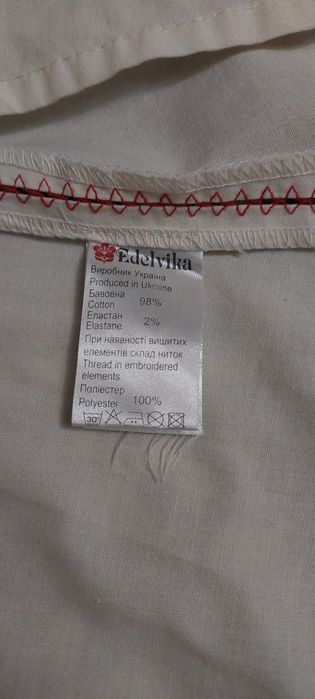 Edelvika
Виробник Україна
Produced in Ukraine
Бавовна
Cotton 98%
Еластан
Elastane 2%
При наявності вишитих
елементів склад ниток
Thread in embroidered
elements
Поліестер
Polyester 100%
30°